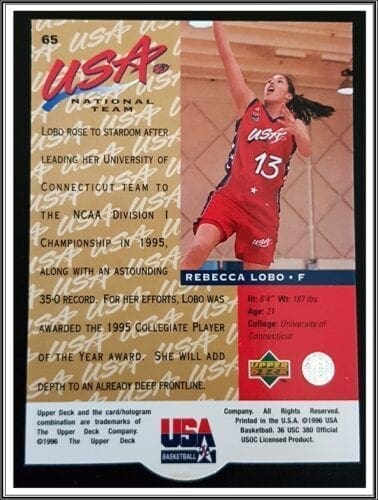 65
USA
NATIONAL
TEAM
LOBO ROSE TO STARDOM AFTER
LEADING HER UNIVERSITY OF
CONNECTICUT TEAM TO
THE NCAA DIVISION I
CHAMPIONSHIP IN 1995,
ALONG WITH AN ASTOUNDING
35-0 RECORD. FOR HER EFFORTS, LOBO WAS
AWARDED THE 1995 COLLEGIATE PLAYER
OF THE YEAR AWARD. SHE WILL ADD
DEPTH TO AN ALREADY DEEP FRONTLINE.
USA
13
REBECCA LOBO • F
Ht: 6'4" Wt: 187 lbs.
Age: 21
College: University of
Connecticut
UPPER
DECK
Upper Deck and the card/hologram
combination are trademarks of
The Upper Deck Company.
©1996 The Upper Deck
USA
BASKETBALL
Company. All Rights Reserved.
Printed in the U.S.A. ©1996 USA
Basketball. 36 USC 380 Official
USOC Licensed Product.